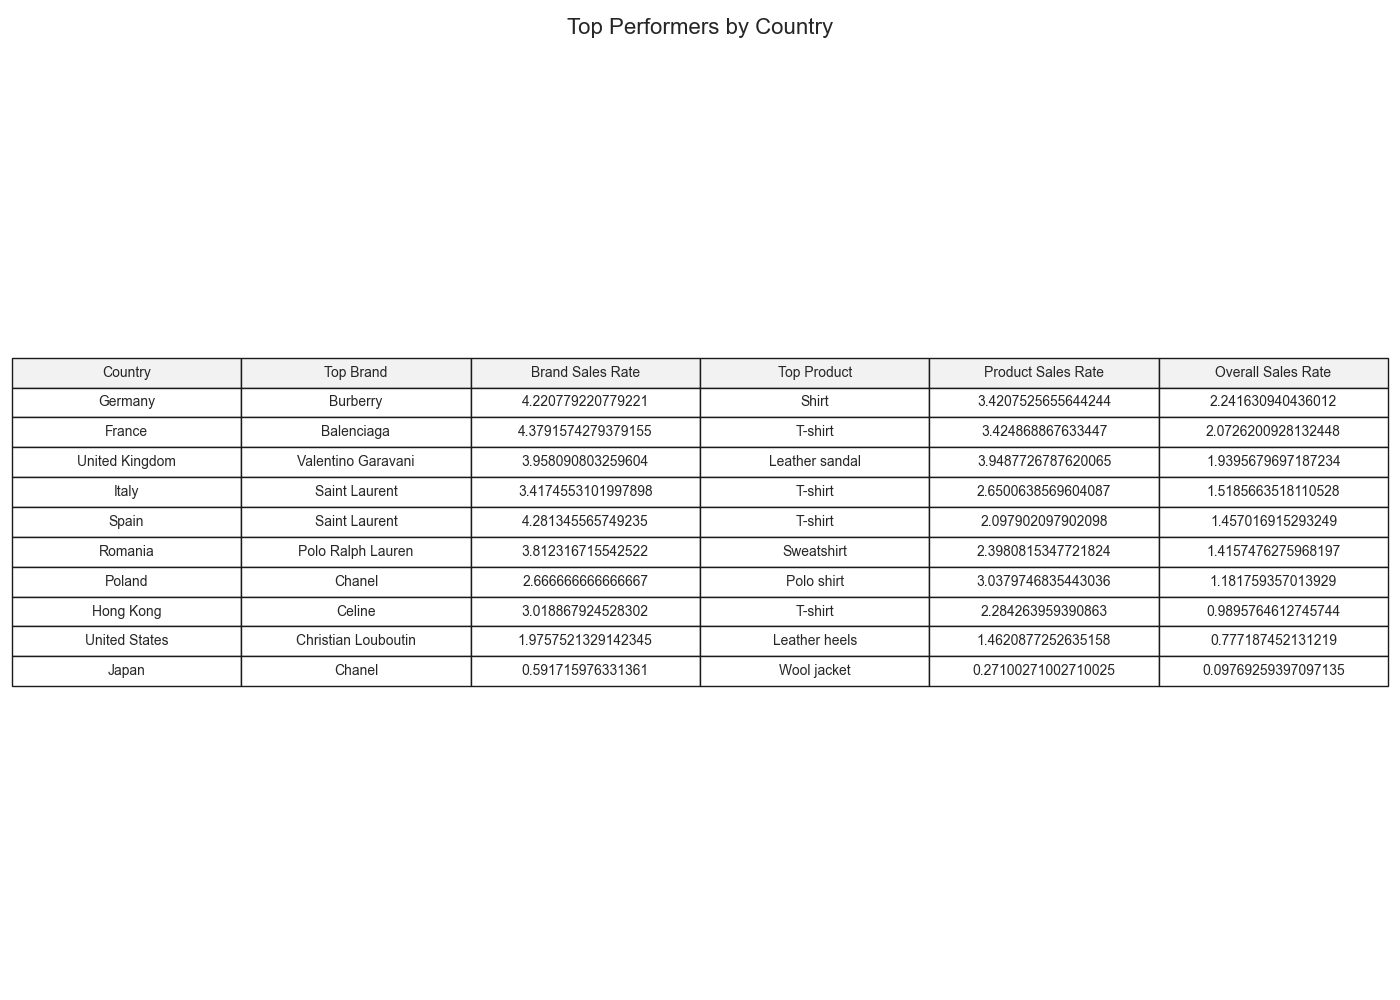 Top Performers by Country
Country Top Brand Brand Sales Rate Top Product Product Sales Rate Overall Sales Rate
Germany Burberry 4.220779220779221 Shirt 3.4207525655644244 2.241630940436012
France Balenciaga 4.3791574279379155 T-shirt 3.424868867633447 2.0726200928132448
United Kingdom Valentino Garavani 3.958090803259604 Leather sandal 3.9487726787620065 1.9395679697187234
Italy Saint Laurent 3.4174553101997898 T-shirt 2.6500638569604087 1.5185663518110528
Spain Saint Laurent 4.281345565749235 T-shirt 2.097902097902098 1.457016915293249
Romania Polo Ralph Lauren 3.812316715542522 Sweatshirt 2.3980815347721824 1.4157476275968197
Poland Chanel 2.666666666666667 Polo shirt 3.0379746835443036 1.181759357013929
Hong Kong Celine 3.018867924528302 T-shirt 2.284263959390863 0.9895764612745744
United States Christian Louboutin 1.9757521329142345 Leather heels 1.4620877252635158 0.777187452131219
Japan Chanel 0.591715976331361 Wool jacket 0.27100271002710025 0.09769259397097135